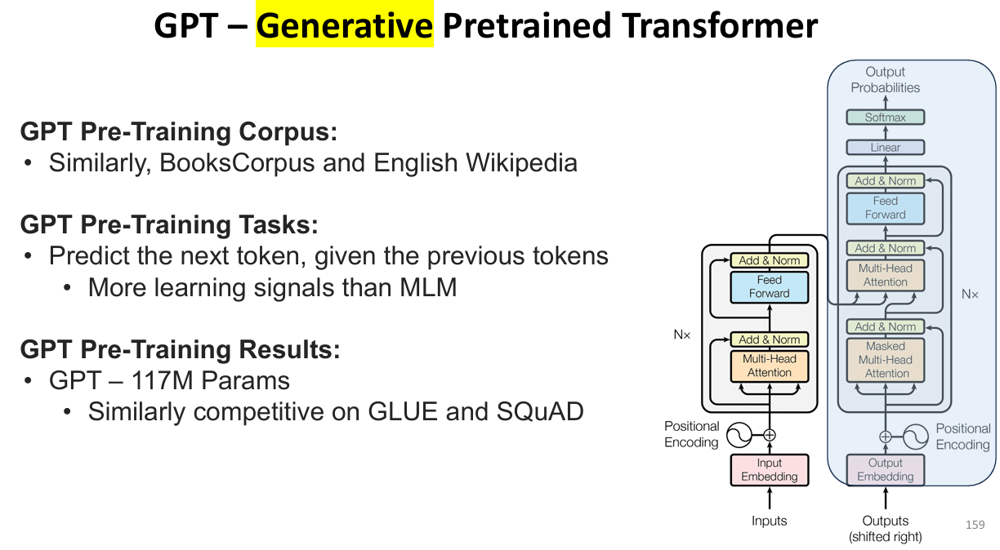 GPT – Generative Pretrained Transformer
GPT Pre-Training Corpus:
• Similarly, BooksCorpus and English Wikipedia
GPT Pre-Training Tasks:
• Predict the next token, given the previous tokens
• More learning signals than MLM
GPT Pre-Training Results:
• GPT – 117M Params
• Similarly competitive on GLUE and SQuAD
Output
Probabilities
Softmax
Linear
Add & Norm
Feed
Forward
Add & Norm
Multi-Head
Attention
Nx
Add & Norm
Masked
Multi-Head
Attention
Positional
Encoding
Output
Embedding
Outputs
(shifted right)
Add & Norm
Feed
Forward
Nx
Add & Norm
Multi-Head
Attention
Positional
Encoding
Input
Embedding
Inputs
159